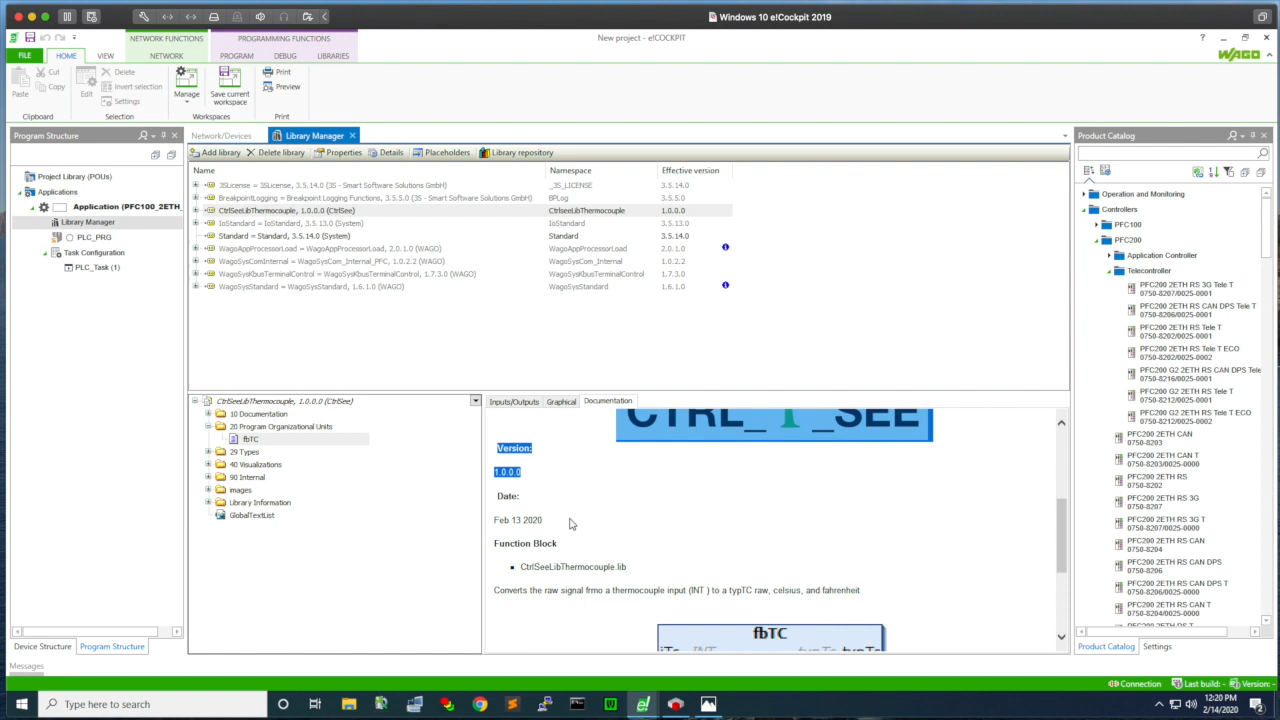 Windows 10 e!Cockpit 2019
NETWORK FUNCTIONS
PROGRAMMING FUNCTIONS
New project - e!COCKPIT
FILE
HOME
VIEW
NETWORK
PROGRAM
DEBUG
LIBRARIES
WAGO
Paste
Cut
Copy
Edit
Delete
Invert selection
Settings
Manage
Save current
workspace
Print
Preview
Clipboard
Selection
Workspaces
Print
Program Structure
Project Library (POUs)
Applications
Application (PFC100_2ETH_
Library Manager
PLC_PRG
Task Configuration
PLC_Task (1)
Device Structure
Program Structure
Messages
Network/Devices
Library Manager
Add library
Delete library
Properties
Details
Placeholders
Library repository
Name Namespace Effective version
3SLicense = 3SLicense, 3.5.14.0 (3S - Smart Software Solutions GmbH) _3S_LICENSE 3.5.14.0
BreakpointLogging = Breakpoint Logging Functions, 3.5.5.0 (3S - Smart Software Solutions GmbH) BPLog 3.5.5.0
CtrlSeeLibThermocouple, 1.0.0.0 (CtrlSee) CtrlseeLibThermocouple 1.0.0.0
IoStandard = IoStandard, 3.5.13.0 (System) IoStandard 3.5.13.0
Standard = Standard, 3.5.14.0 (System) Standard 3.5.14.0
WagoAppProcessorLoad = WagoAppProcessorLoad, 2.0.1.0 (WAGO) WagoAppProcessorLoad 2.0.1.0
WagoSysComInternal = WagoSysCom_Internal_PFC, 1.0.2.2 (WAGO) WagoSysCom_Internal 1.0.2.2
WagoSysKbusTerminalControl = WagoSysKbusTerminalControl, 1.7.3.0 (WAGO) WagoSysKbusTerminalControl 1.7.3.0
WagoSysStandard = WagoSysStandard, 1.6.1.0 (WAGO) WagoSysStandard 1.6.1.0
CtrlSeeLibThermocouple, 1.0.0.0 (CtrlSee)
10 Documentation
20 Program Organizational Units
fbTC
29 Types
40 Visualizations
90 Internal
images
Library Information
GlobalTextList
Inputs/Outputs
Graphical
Documentation
CTRL_ T _SEE
Version:
1.0.0.0
Date:
Feb 13 2020
Function Block
CtrlSeeLibThermocouple.lib
Converts the raw signal frmo a thermocouple input (INT ) to a typTC raw, celsius, and fahrenheit
fbTC
iTc INT typTc typTc
Product Catalog
Operation and Monitoring
Controllers
PFC100
PFC200
Application Controller
Telecontroller
PFC200 2ETH RS 3G Tele T
0750-8207/0025-0001
PFC200 2ETH RS CAN DPS Tele T
0750-8206/0025-0001
PFC200 2ETH RS Tele T
0750-8202/0025-0001
PFC200 2ETH RS Tele T ECO
0750-8202/0025-0002
PFC200 G2 2ETH RS CAN DPS Tele
0750-8216/0025-0001
PFC200 G2 2ETH RS Tele T
0750-8212/0025-0001
PFC200 G2 2ETH RS Tele T ECO
0750-8212/0025-0002
PFC200 2ETH CAN
0750-8203
PFC200 2ETH CAN T
0750-8203/0025-0000
PFC200 2ETH RS
0750-8202
PFC200 2ETH RS 3G
0750-8207
PFC200 2ETH RS 3G T
0750-8207/0025-0000
PFC200 2ETH RS CAN
0750-8204
PFC200 2ETH RS CAN DPS
0750-8206
PFC200 2ETH RS CAN DPS T
0750-8206/0025-0000
PFC200 2ETH RS CAN T
0750-8204/0025-0000
PFC200 2ETH RS T
Product Catalog
Settings
Connection
Last build: -
Version: -
Type here to search
12:20 PM
2/14/2020
2